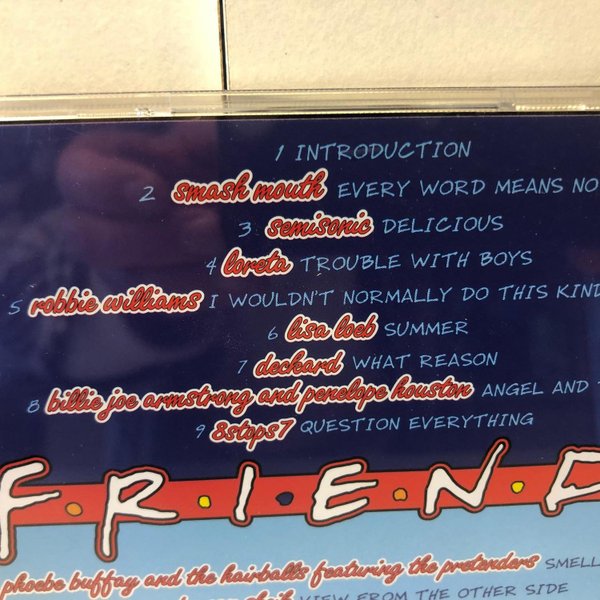 1 INTRODUCTION
2 smash mouth EVERY WORD MEANS NO
3 semisonic DELICIOUS
4 loreta TROUBLE WITH BOYS
5 robbie williams I WOULDN'T NORMALLY DO THIS KIND
6 lisa loeb SUMMER
7 deckard WHAT REASON
8 billie joe armstrong and penelope houston ANGEL AND
9 8stops7 QUESTION EVERYTHING
F·R·I·E·N·D
phoebe buffay and the hairballs featuring the pretenders SMELL
VIEW FROM THE OTHER SIDE